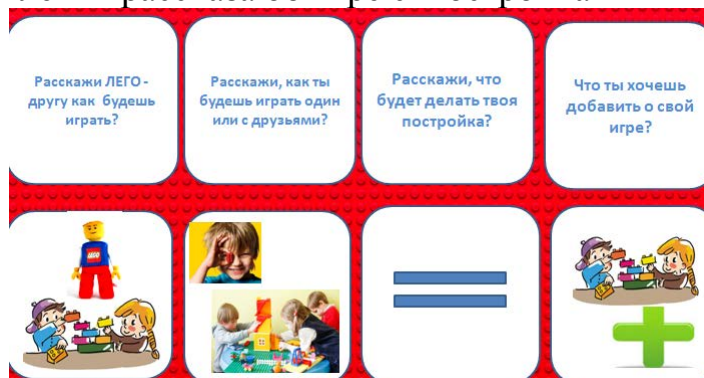 Расскажи ЛЕГО -
другу как будешь
играть?
Расскажи, как ты
будешь играть один
или с друзьями?
Расскажи, что
будет делать твоя
постройка?
Что ты хочешь
добавить о свой
игре?
LEGO